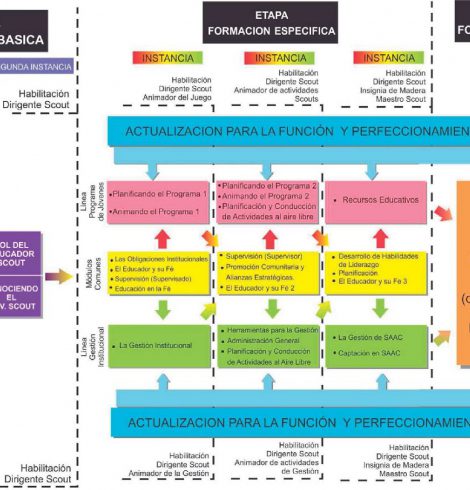 ETAPA
FORMACION ESPECIFICA
BASICA
SEGUNDA INSTANCIA
INSTANCIA
INSTANCIA
INSTANCIA
Habilitación
Dirigente Scout
Habilitación
Dirigente Scout
Animador del Juego
Habilitación
Dirigente Scout
Animador de actividades
Scouts
Habilitación
Dirigente Scout
Insignia de Madera
Maestro Scout
ACTUALIZACION PARA LA FUNCIÓN Y PERFECCIONAMIEN
Línea
Programa
de Jóvenes
• Planificando el Programa 1
• Animando el Programa 1
• Planificando el Programa 2
• Animando el Programa 2
• Planificación y Conducción
de Actividades al aire libre
• Recursos Educativos
OL DEL
DUCADOR
SCOUT
NOCIENDO
EL
V. SCOUT
Módulos
Comunes
• Las Obligaciones Institucionales
• El Educador y su Fé
• Supervisión (Supervisado)
• Educación en la Fé
• Supervisión (Supervisor)
• Promoción Comunitaria y
Alianzas Estratégicas.
• El Educador y su Fé 2
• Desarrollo de Habilidades
de Liderazgo
• Planificación
• El Educador y su Fé 3
Línea
Gestión
Institucional
• La Gestión Institucional
• Herramientas para la Gestión
• Administración General
• Planificación y Conducción
de Actividades al Aire Libre
• La Gestión de SAAC
• Captación en SAAC
ACTUALIZACION PARA LA FUNCIÓN Y PERFECCIONAMIEN
Habilitación
Dirigente Scout
Habilitación
Dirigente Scout
Animador de la Gestión
Habilitación
Dirigente Scout
Animador de actividades
de Gestión
Habilitación
Dirigente Scout
Insignia de Madera
Maestro Scout